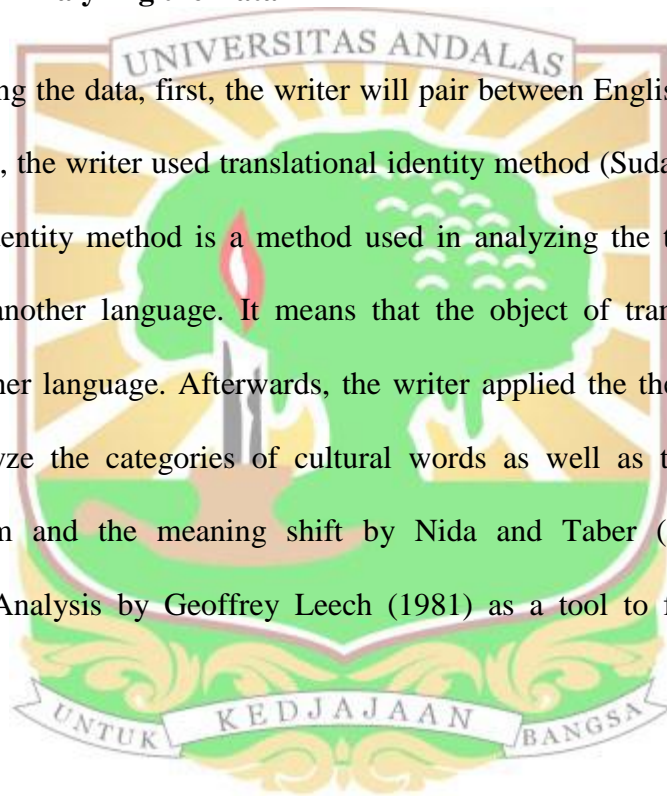 UNIVERSITAS ANDALAS
ng the data, first, the writer will pair between Englis
, the writer used translational identity method (Suda
entity method is a method used in analyzing the t
another language. It means that the object of tran
ner language. Afterwards, the writer applied the the
yze the categories of cultural words as well as t
n and the meaning shift by Nida and Taber (
Analysis by Geoffrey Leech (1981) as a tool to f
UNTUK KEDJAJAAN BANGSA